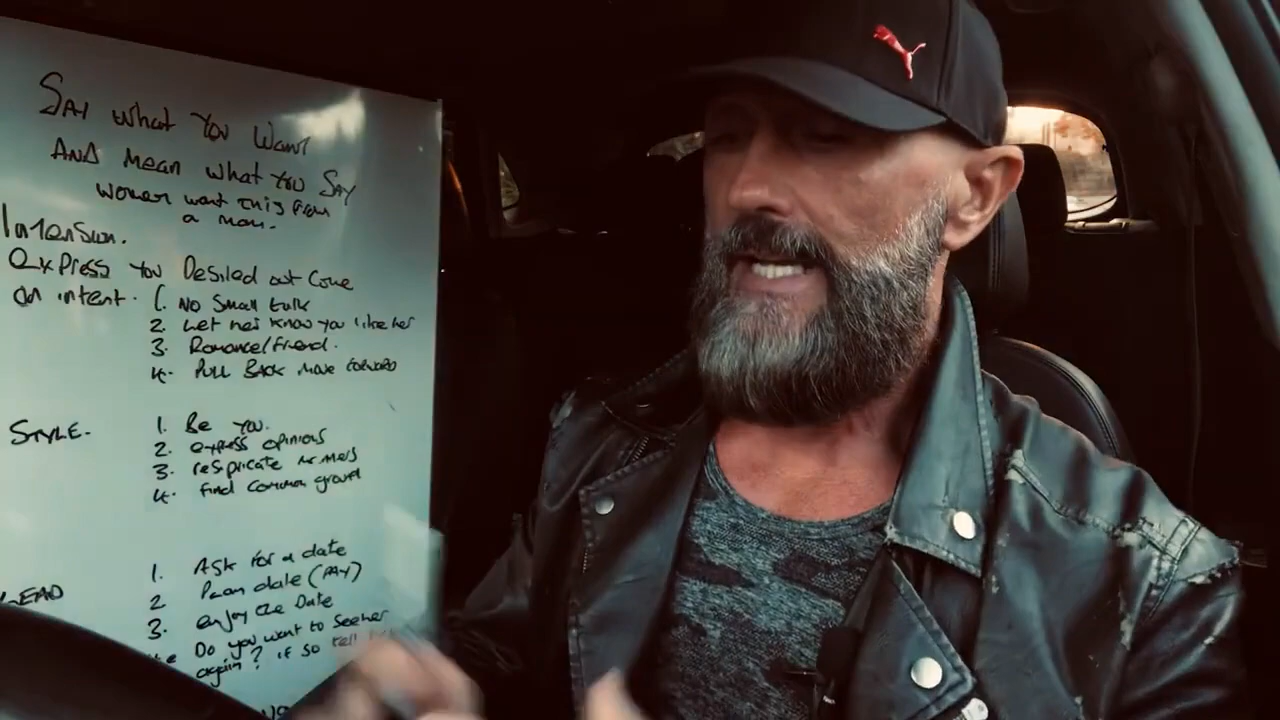 SAY What You Want
AND Mean What You SAY
Women want this from
a man.
Intension.
exPress You Desired out Come
on intent. 1. NO Small talk
2. Let her know you like her
3. Romance/friend.
4. PULL BACK MOVE FORWARD
STYLE. 1. Be You.
2. express opinions
3.
4. find Common ground
LEAD 1. Ask for a date
2 Plan date (PAY)
3. enjoy the Date
Do you want to See her
again? if so tell